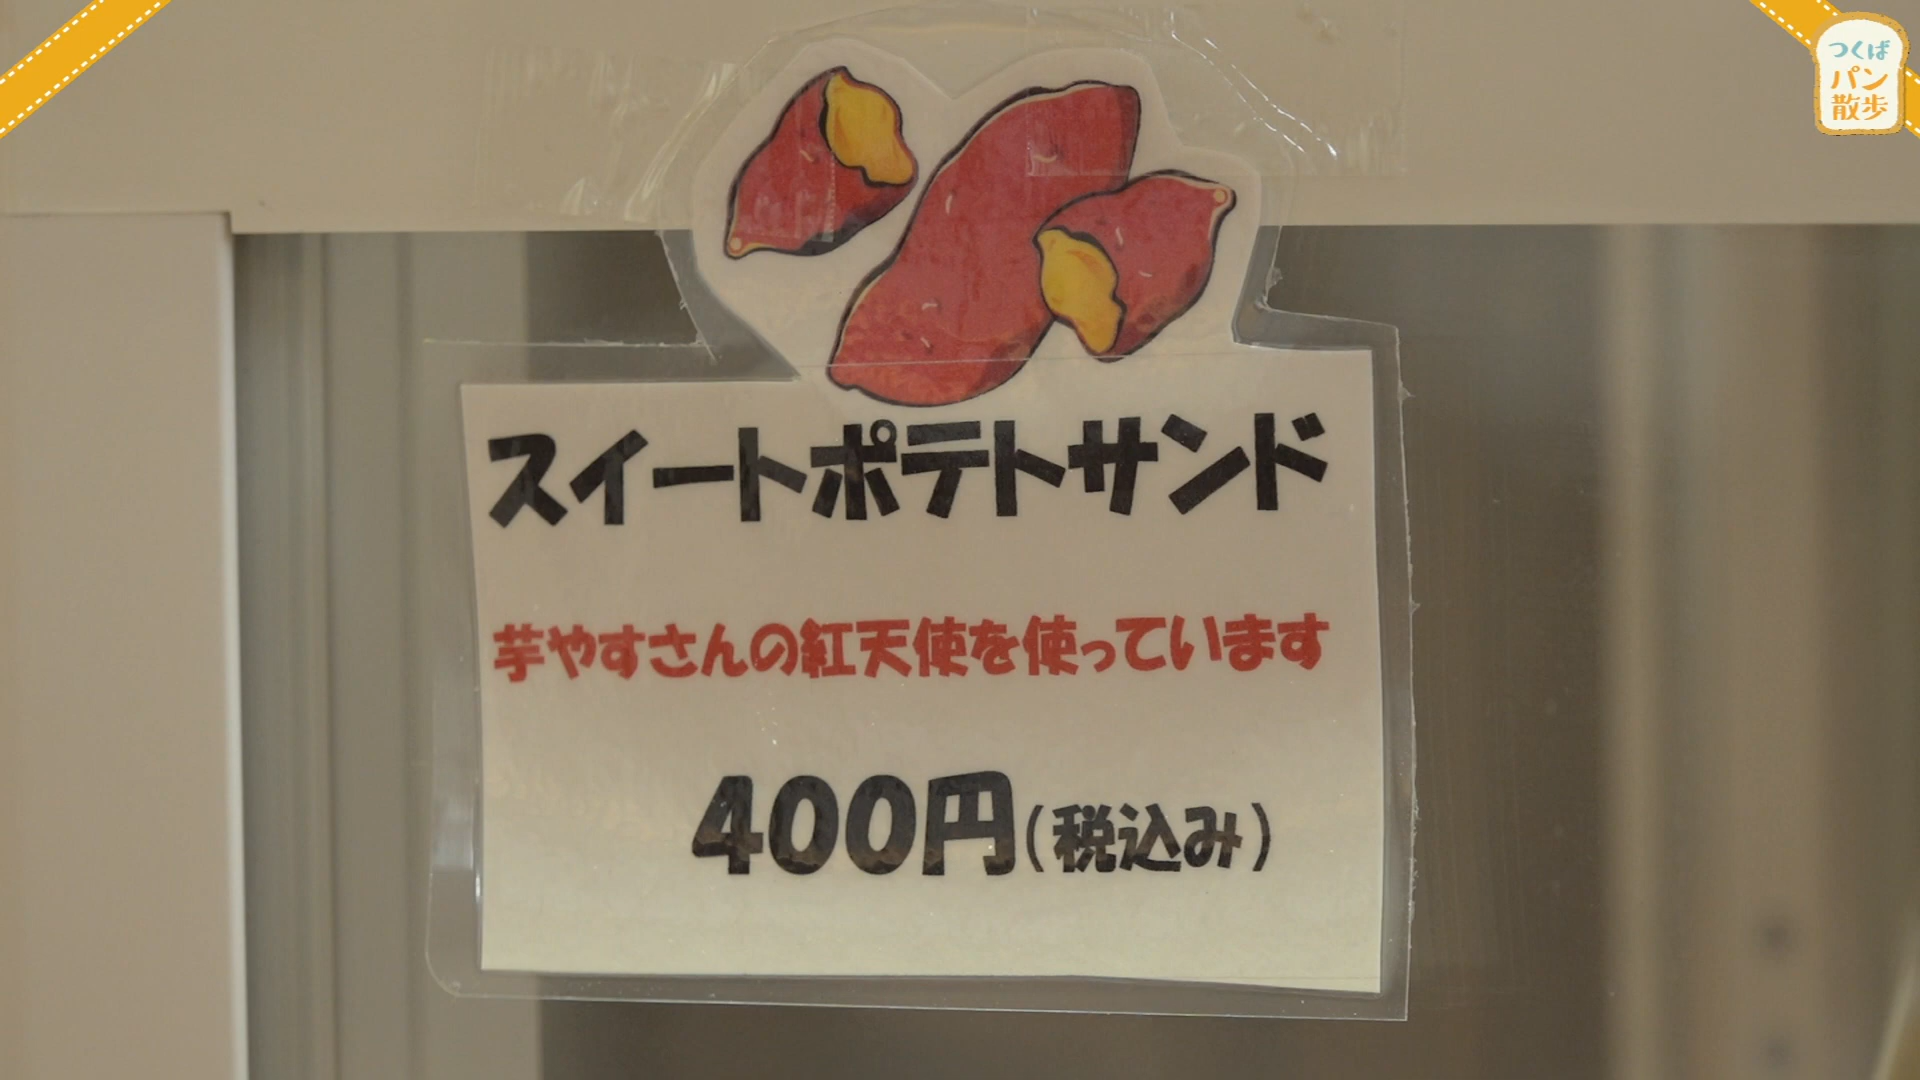 つくば
パン
散歩
スイートポテトサンド
芋やすさんの紅天使を使っています
400円(税込み)